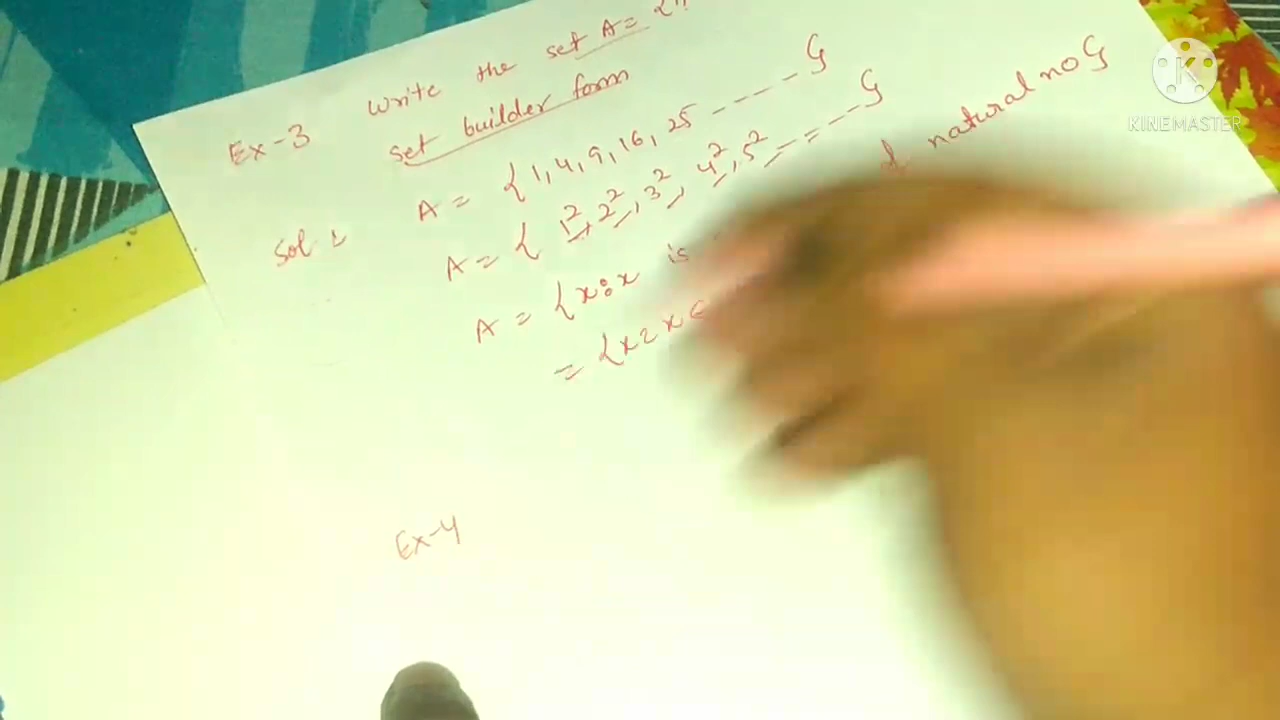 Ex-3 Write the set A = {
set builder form
Sol : A = {1, 4, 9, 16, 25 ----- }
A = { 1², 2², 3², 4², 5² ----- }
A = {x : x is natural no }
= {x : x ∈
Ex-4
KINEMASTER